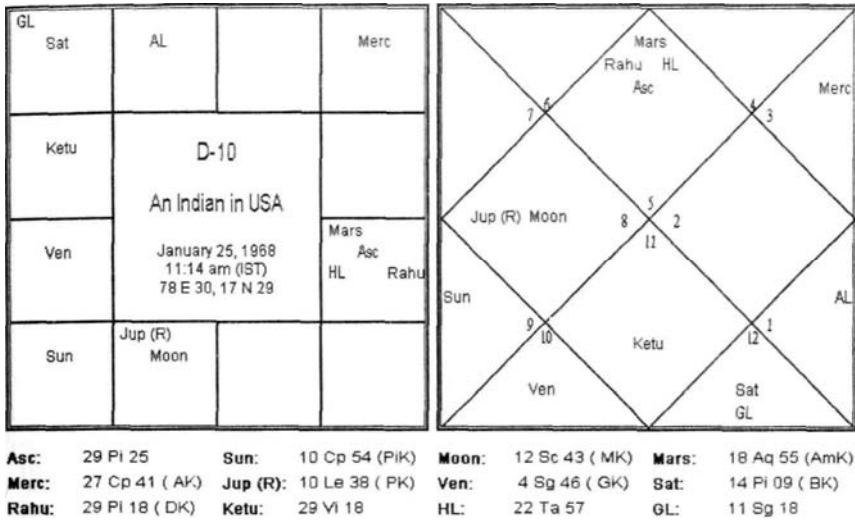 GL
Sat AL Merc
Ketu
D-10
An Indian in USA
January 25, 1968
11:14 am (IST)
78 E 30, 17 N 29
Ven
Mars
Asc
HL Rahu
Sun
Jup (R)
Moon
Mars
Rahu HL
Asc
Merc
6
7
4
3
5
8 2
11
Jup (R) Moon
Sun
AL
9
10
1
12
Ketu
Ven
Sat
GL
Asc: 29 Pi 25 Sun: 10 Cp 54 (PiK) Moon: 12 Sc 43 ( MK) Mars: 18 Aq 55 (AmK)
Merc: 27 Cp 41 ( AK) Jup (R): 10 Le 38 ( PK) Ven: 4 Sg 46 ( GK) Sat: 14 Pi 09 ( BK)
Rahu: 29 Pi 18 ( DK) Ketu: 29 Vi 18 HL: 22 Ta 57 GL: 11 Sg 18